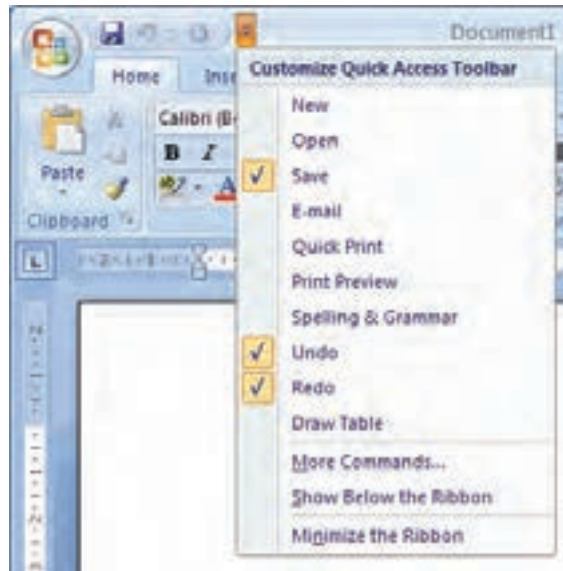 Document1
Home Inse
Customize Quick Access Toolbar
Calibri (B
New
Open
B I
Paste
Save
A
E-mail
Clipboard
Quick Print
L
Print Preview
Spelling & Grammar
Undo
Redo
Draw Table
More Commands...
Show Below the Ribbon
Minimize the Ribbon